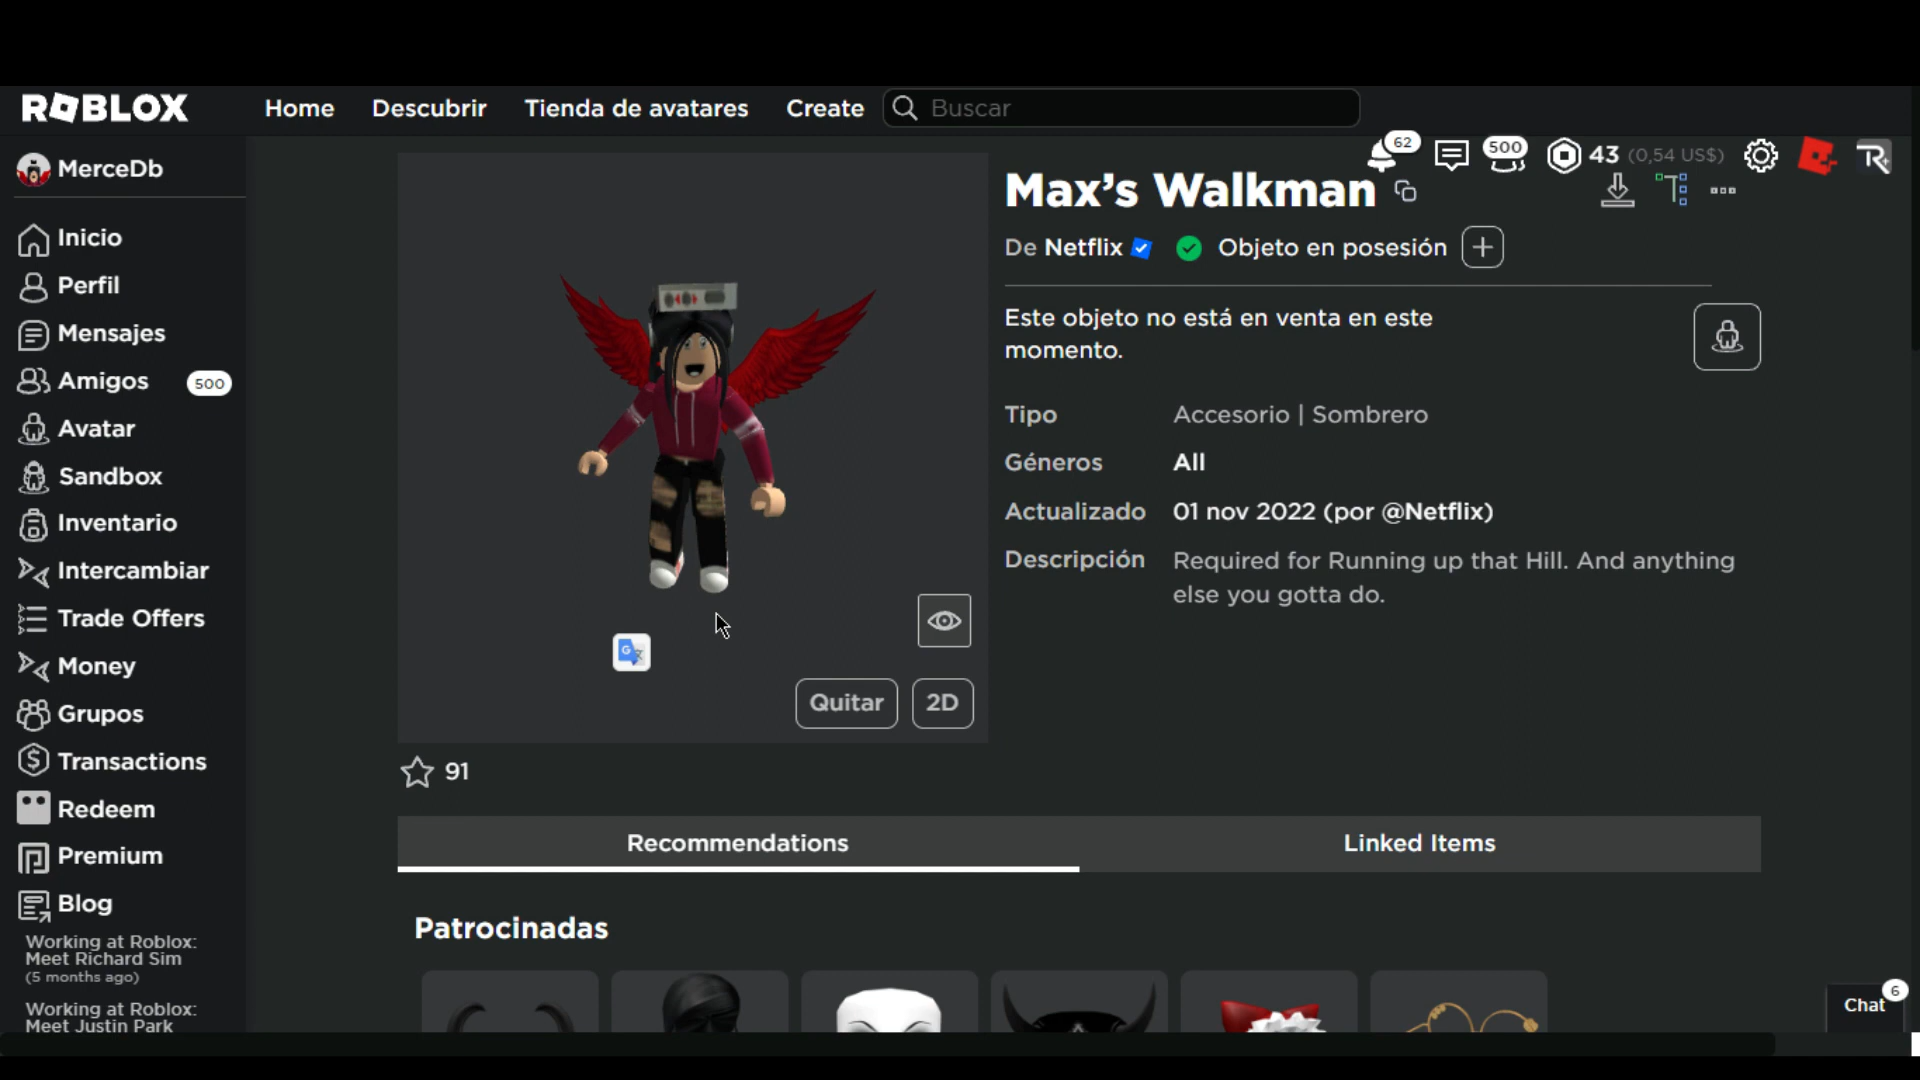 ROBLOX
Home
Descubrir
Tienda de avatares
Create
Buscar
62
500
43 (0,54 US$)
R+
MerceDb
Inicio
Perfil
Mensajes
Amigos
500
Avatar
Sandbox
Inventario
Intercambiar
Trade Offers
Money
Grupos
Transactions
Redeem
Premium
Blog
Working at Roblox:
Meet Richard Sim
(5 months ago)
Working at Roblox:
Meet Justin Park
Quitar
2D
91
Max’s Walkman
De Netflix
Objeto en posesión
Este objeto no está en venta en este
momento.
Tipo
Accesorio | Sombrero
Géneros
All
Actualizado
01 nov 2022 (por @Netflix)
Descripción
Required for Running up that Hill. And anything
else you gotta do.
Recommendations
Linked Items
Patrocinadas
Chat
6